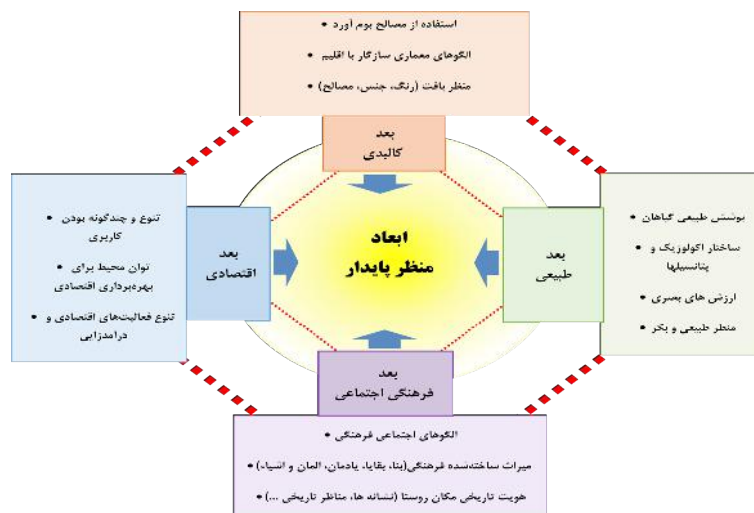 استفاده از مصالح بوم آورد
الگوهای معماری سازگار با اقلیم
منظر بافت (رنگ، جنس، مصالح)
بعد
کالبدی
پوشش طبیعی گیاهان
ساختار اکولوژیک و
پتانسیلها
ارزش های بصری
منظر طبیعی و بکر
بعد
طبیعی
ابعاد
منظر پایدار
بعد
اقتصادی
تنوع و چندگونه بودن
کاربری
توان محیط برای
بهره‌برداری اقتصادی
تنوع فعالیت‌های اقتصادی و
درآمدزایی
بعد
فرهنگی اجتماعی
الگوهای اجتماعی فرهنگی
میراث ساخته‌شده فرهنگی(بنا، بقایا، یادمان، المان و اشیاء)
هویت تاریخی مکان روستا (نشانه ها، مناظر تاریخی ...)